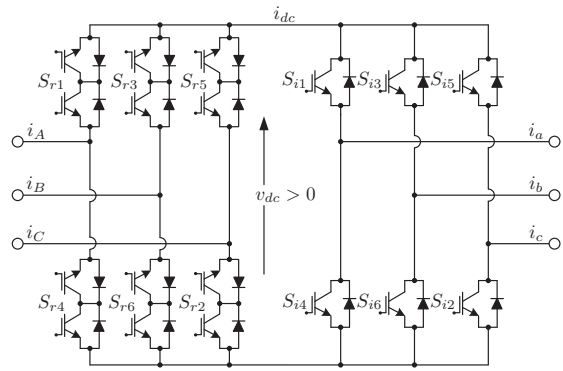 i_dc
S_r1 S_r3 S_r5 S_i1 S_i3 S_i5
i_A i_a
i_B v_dc > 0 i_b
i_C i_c
S_r4 S_r6 S_r2 S_i4 S_i6 S_i2